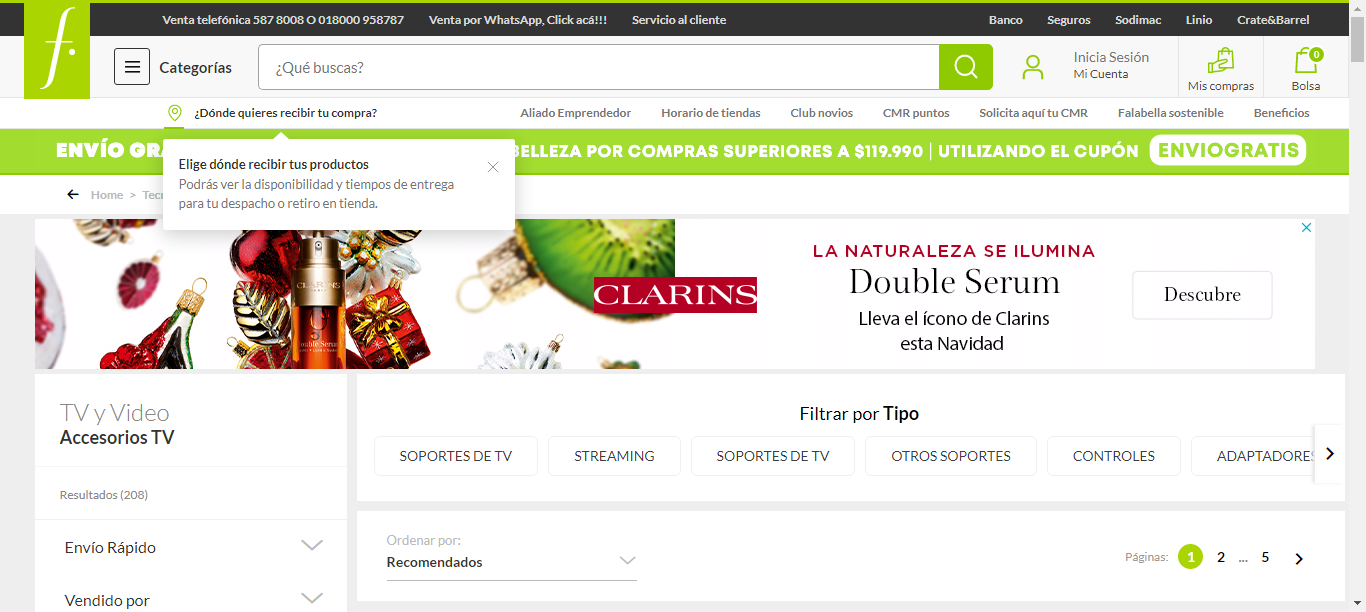 Venta telefónica 587 8008 O 018000 958787
Venta por WhatsApp, Click acá!!!
Servicio al cliente
Banco
Seguros
Sodimac
Linio
Crate&Barrel
f.
Categorías
¿Qué buscas?
Inicia Sesión
Mi Cuenta
Mis compras
0
Bolsa
¿Dónde quieres recibir tu compra?
Aliado Emprendedor
Horario de tiendas
Club novios
CMR puntos
Solicita aquí tu CMR
Falabella sostenible
Beneficios
ENVÍO GRA
BELLEZA POR COMPRAS SUPERIORES A $119.990 | UTILIZANDO EL CUPÓN ENVIOGRATIS
Elige dónde recibir tus productos
Podrás ver la disponibilidad y tiempos de entrega
para tu despacho o retiro en tienda.
Home > Tec
CLARINS
Double Serum
CLARINS
LA NATURALEZA SE ILUMINA
Double Serum
Lleva el ícono de Clarins
esta Navidad
Descubre
TV y Video
Accesorios TV
Resultados (208)
Envío Rápido
Vendido por
Filtrar por Tipo
SOPORTES DE TV
STREAMING
SOPORTES DE TV
OTROS SOPORTES
CONTROLES
ADAPTADORES
Ordenar por:
Recomendados
Páginas:
1
2
...
5